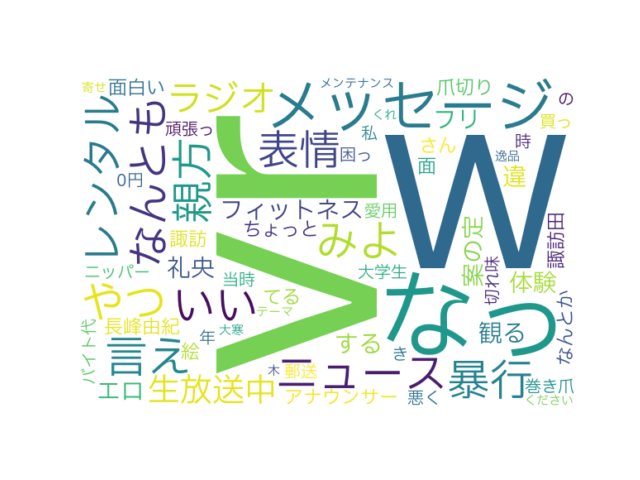 メンテナンス
寄せ
面白い
ラジオ
メッセージ
爪切り
の
頑張っ
くれ
フリ
買っ
レンタル
なんとも
親方
表情
私
困っ
さん
面
時
逸品
違
0円
フィットネス
愛用
ちょっと
W
Vr
諏訪
みよ
案の定
諏訪田
切れ味
ニッパー
礼央
当時
大学生
体験
やつ
いい
てる
テーマ
なっ
観る
なんとか
長峰由紀
年
大寒
する
バイト代
言え
絵
き
ニュース
暴行
木
郵送
エロ
生放送中
アナウンサー
悪く
巻き爪
ください